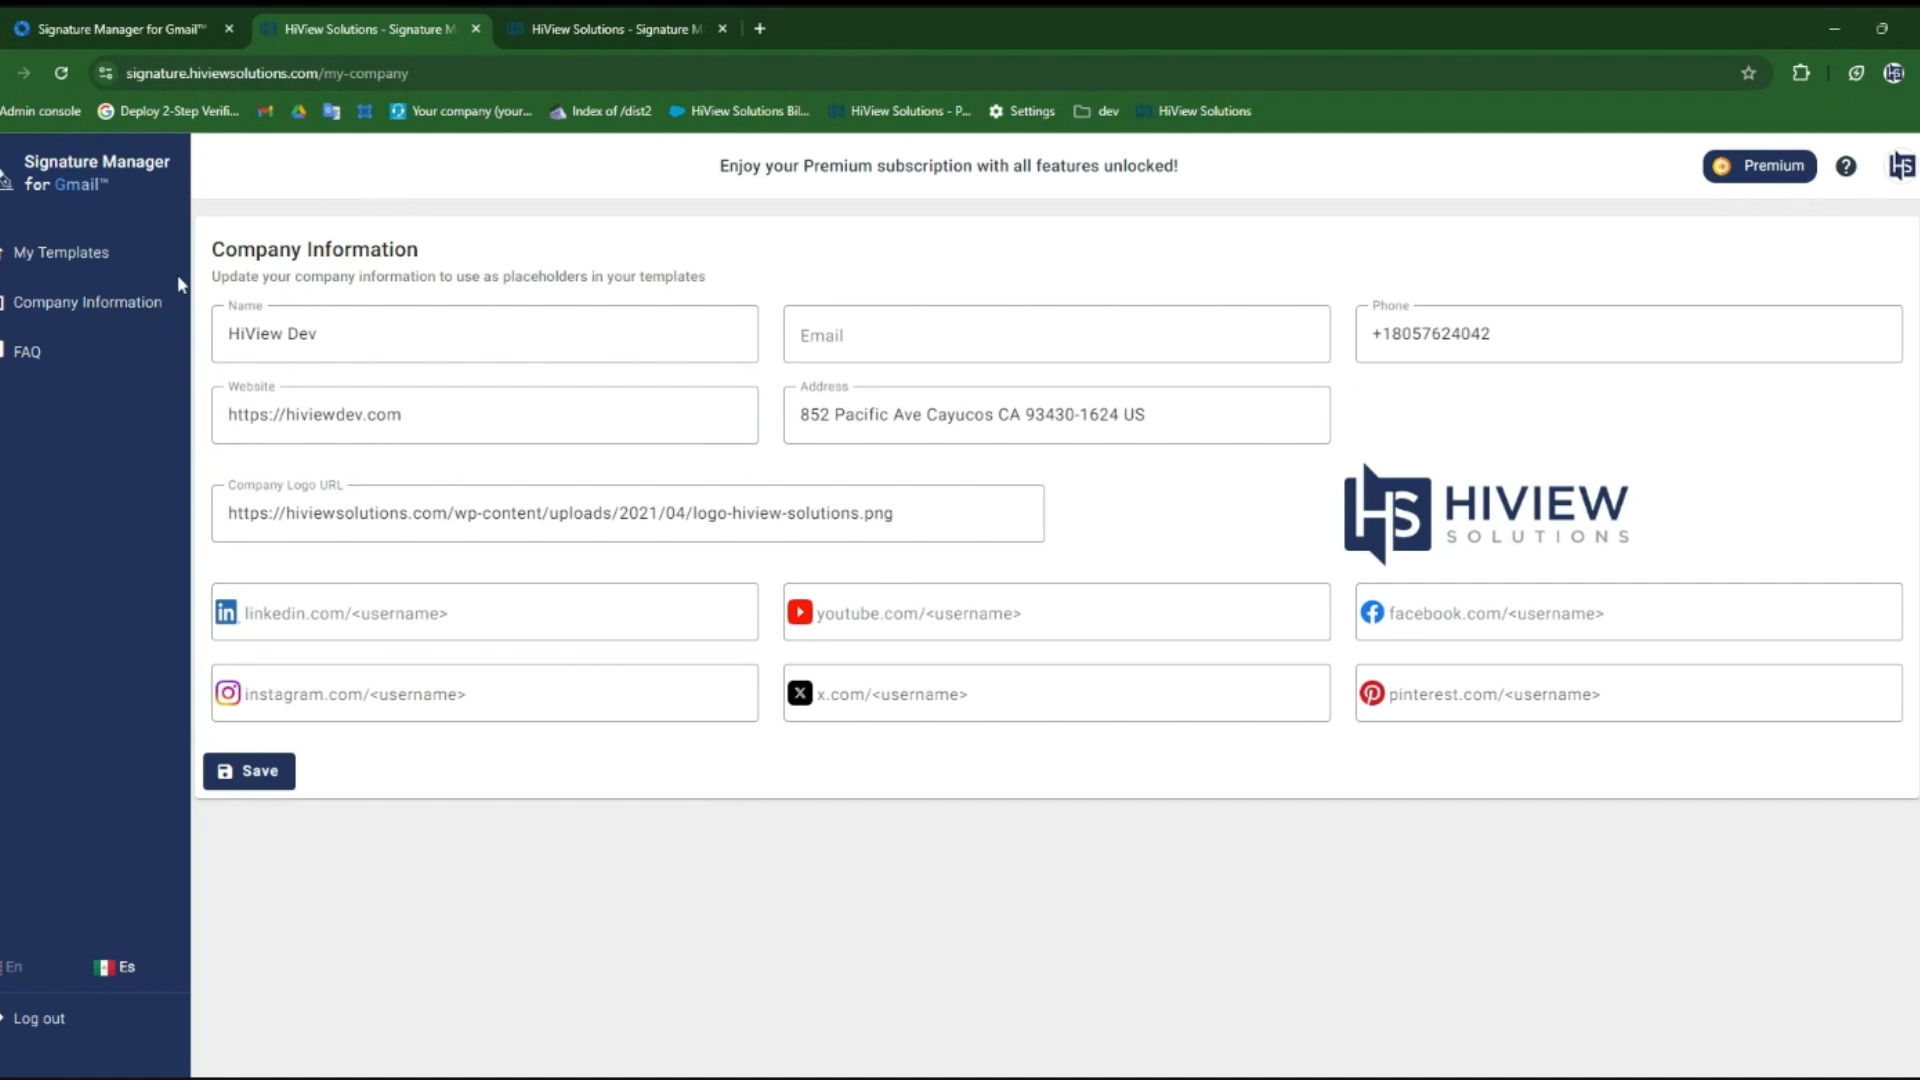 Signature Manager for Gmail™
HiView Solutions - Signature M
HiView Solutions - Signature M
signature.hiviewsolutions.com/my-company
Admin console
Deploy 2-Step Verifi...
Your company (your...
Index of /dist2
HiView Solutions Bil...
HiView Solutions - P...
Settings
dev
HiView Solutions
Signature Manager
for Gmail™
Enjoy your Premium subscription with all features unlocked!
Premium
?
HS
My Templates
Company Information
FAQ
Company Information
Update your company information to use as placeholders in your templates
Name
HiView Dev
Email
Phone
+18057624042
Website
https://hiviewdev.com
Address
852 Pacific Ave Cayucos CA 93430-1624 US
Company Logo URL
https://hiviewsolutions.com/wp-content/uploads/2021/04/logo-hiview-solutions.png
HS HIVIEW
SOLUTIONS
in linkedin.com/<username>
youtube.com/<username>
facebook.com/<username>
instagram.com/<username>
X x.com/<username>
pinterest.com/<username>
Save
En
Es
Log out